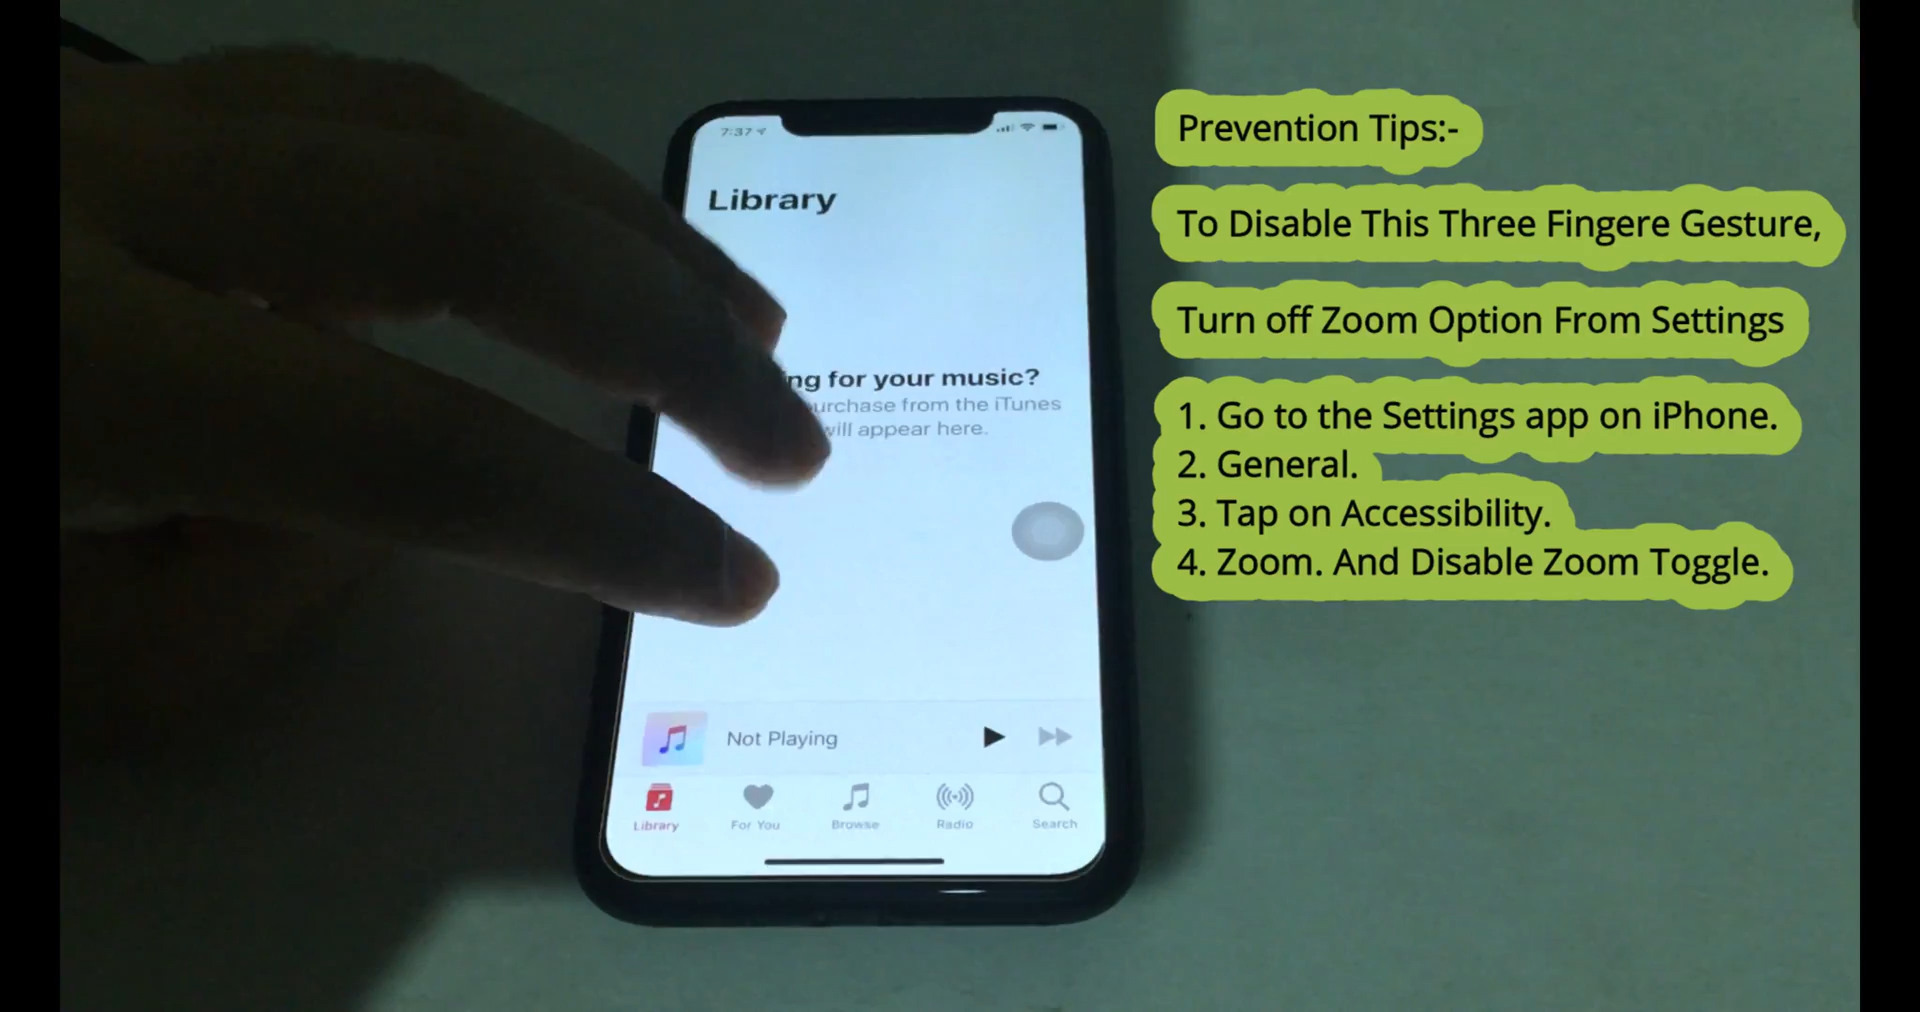 7:37
Library
ng for your music?
urchase from the iTunes
will appear here.
Not Playing
Library
For You
Browse
Radio
Search
Prevention Tips:-
To Disable This Three Fingere Gesture,
Turn off Zoom Option From Settings
1. Go to the Settings app on iPhone.
2. General.
3. Tap on Accessibility.
4. Zoom. And Disable Zoom Toggle.